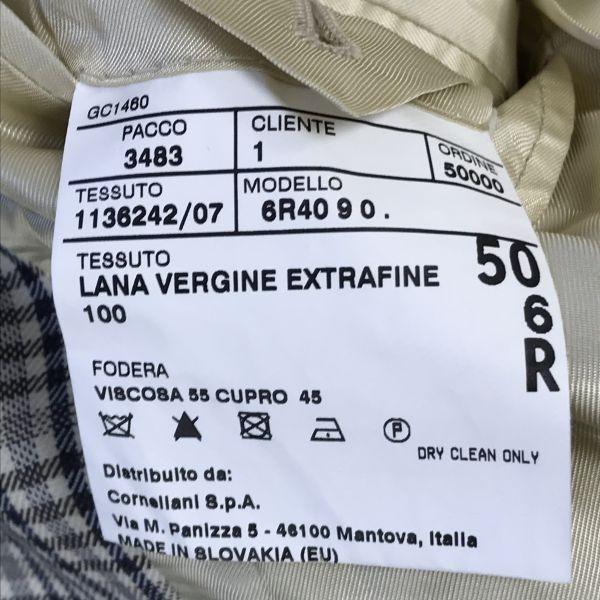 GC1460
PACCO
3483
CLIENTE
1
ORDINE
50000
TESSUTO
1136242/07
MODELLO
6R40 9 0 .
TESSUTO
LANA VERGINE EXTRAFINE
100
50
6
R
FODERA
VISCOSA 55 CUPRO 45
P
DRY CLEAN ONLY
Distribuito da:
Corneliani S.p.A.
Via M. Panizza 5 - 46100 Mantova, Italia
MADE IN SLOVAKIA (EU)